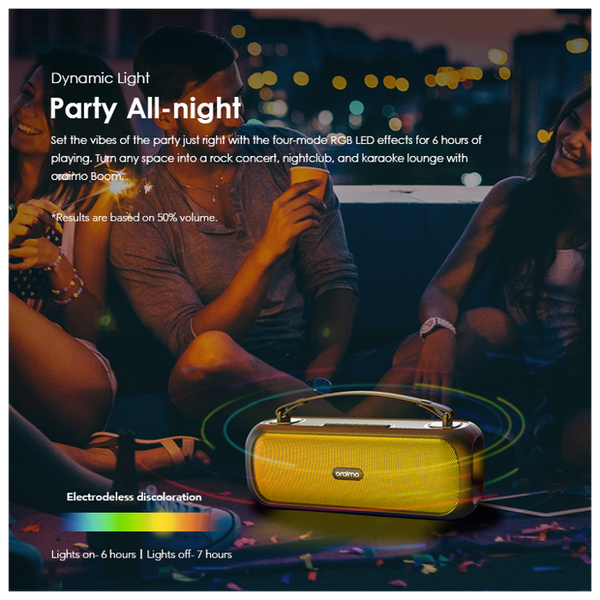 Dynamic Light
Party All-night
Set the vibes of the party just right with the four-mode RGB LED effects for 6 hours of
playing. Turn any space into a rock concert, nightclub, and karaoke lounge with
oraimo Boom.
*Results are based on 50% volume.
oraimo
Electrodeless discoloration
Lights on- 6 hours | Lights off- 7 hours